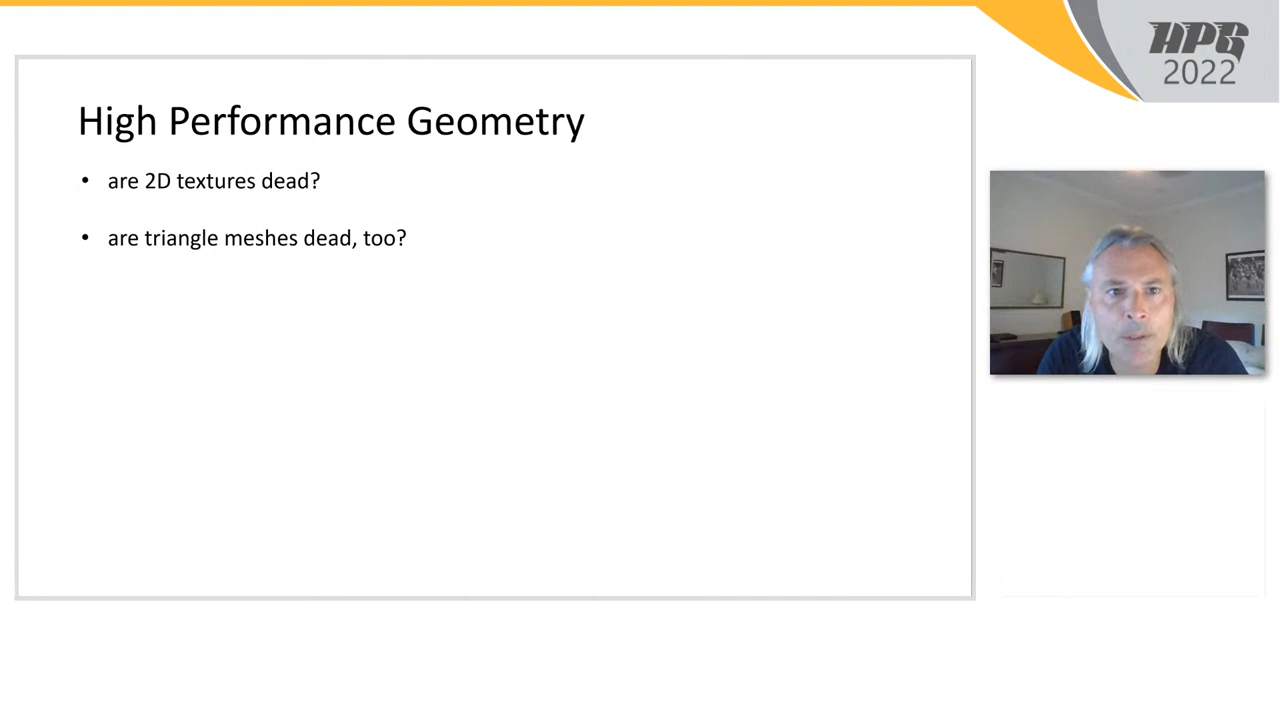 HPG
2022
High Performance Geometry
• are 2D textures dead?
• are triangle meshes dead, too?